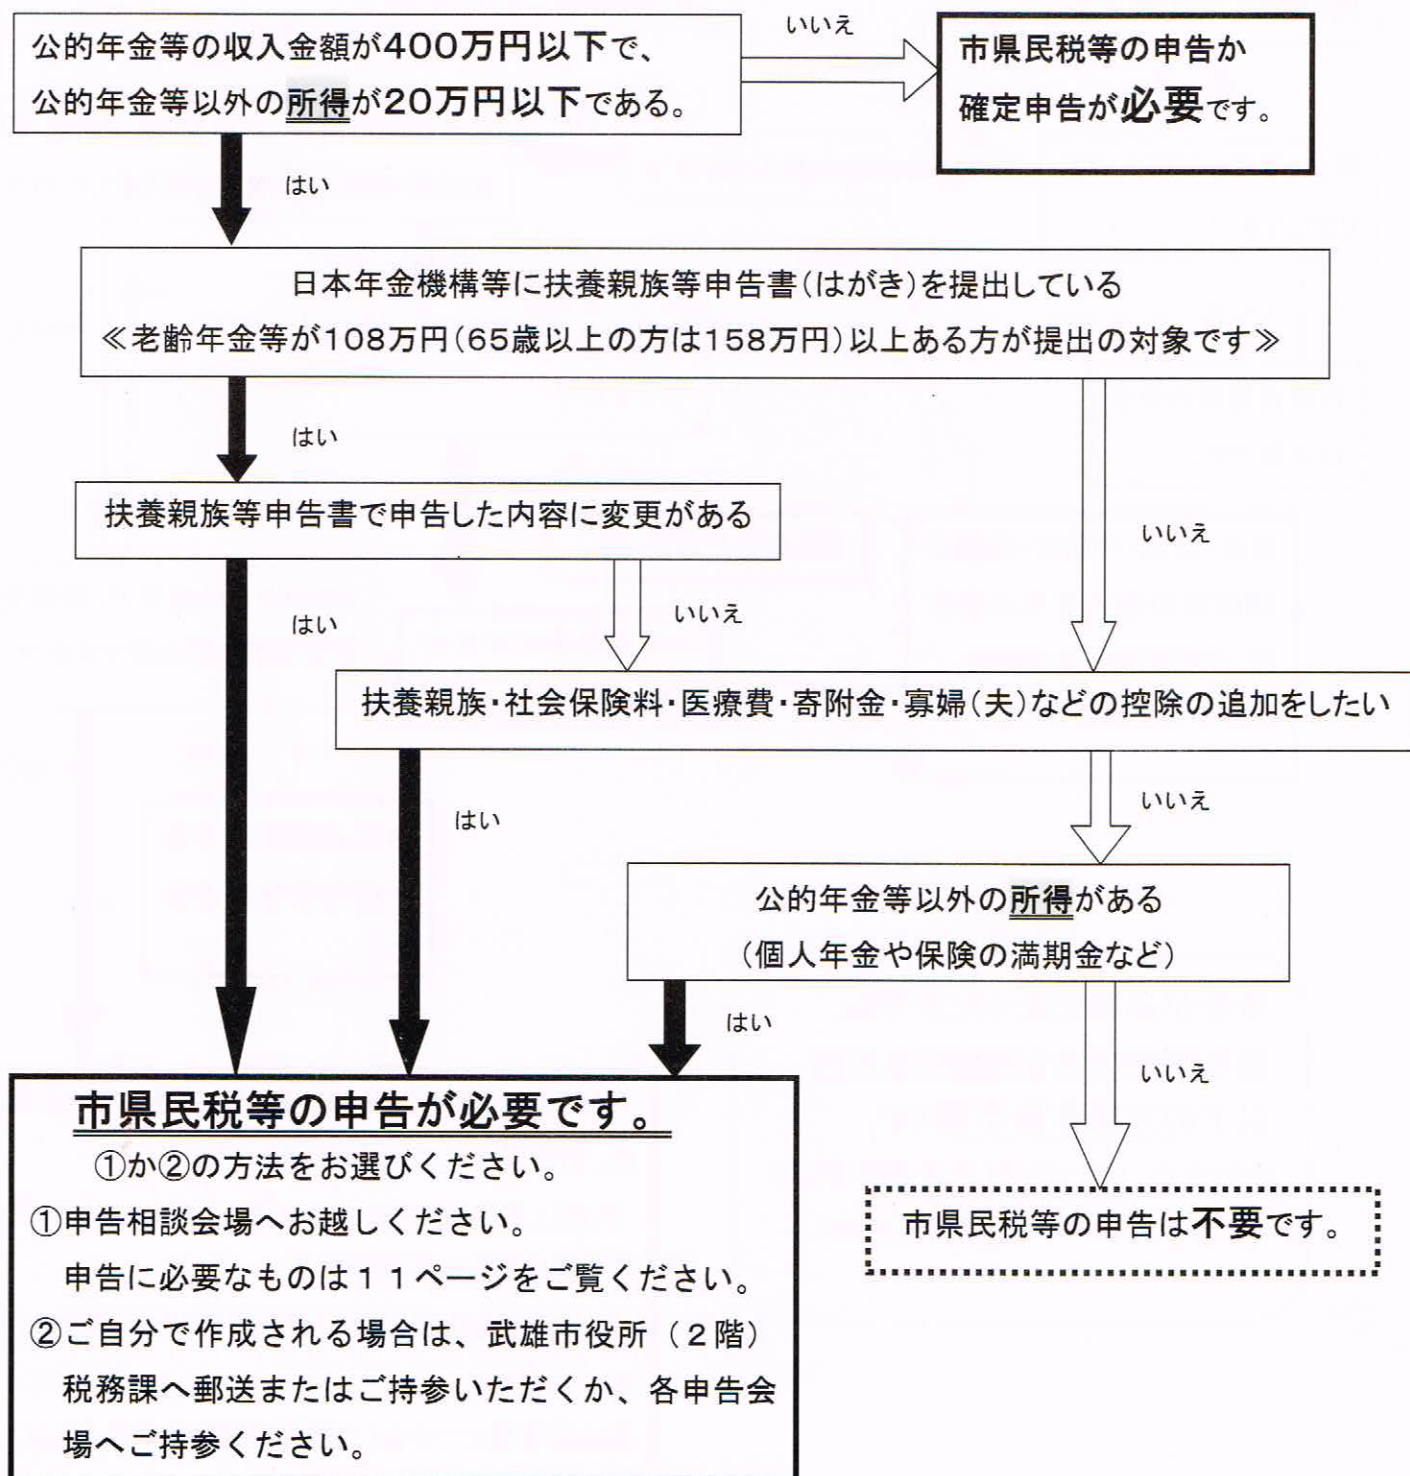 公的年金等の収入金額が400万円以下で、
公的年金等以外の所得が20万円以下である。
いいえ
市県民税等の申告か
確定申告が必要です。
はい
日本年金機構等に扶養親族等申告書(はがき)を提出している
≪老齢年金等が108万円(65歳以上の方は158万円)以上ある方が提出の対象です≫
はい
いいえ
扶養親族等申告書で申告した内容に変更がある
はい
いいえ
扶養親族・社会保険料・医療費・寄附金・寡婦(夫)などの控除の追加をしたい
はい
いいえ
公的年金等以外の所得がある
(個人年金や保険の満期金など)
はい
いいえ
市県民税等の申告が必要です。
①か②の方法をお選びください。
①申告相談会場へお越しください。
申告に必要なものは11ページをご覧ください。
②ご自分で作成される場合は、武雄市役所(2階)
税務課へ郵送またはご持参いただくか、各申告会
場へご持参ください。
市県民税等の申告は不要です。